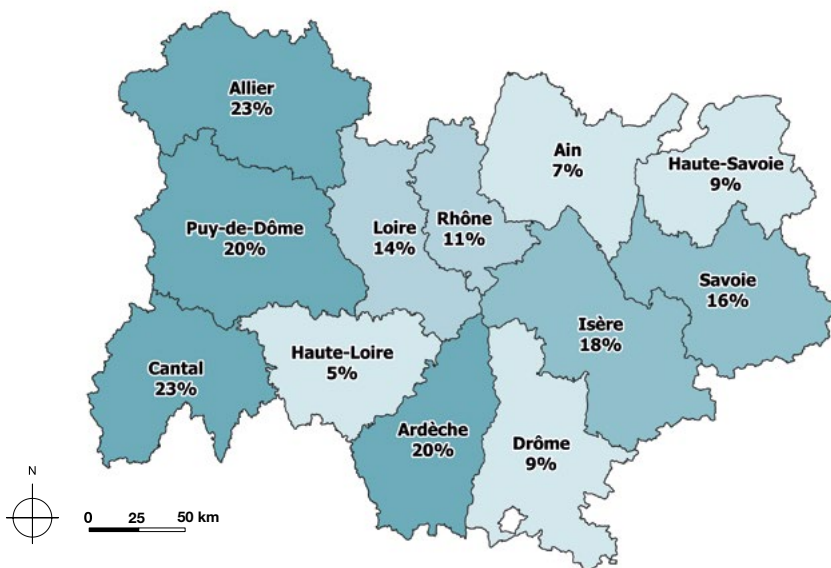 Allier
23%
Ain
7%
Haute-Savoie
9%
Puy-de-Dôme
20%
Loire
14%
Rhône
11%
Savoie
16%
Isère
18%
Cantal
23%
Haute-Loire
5%
Ardèche
20%
Drôme
9%
N
0 25 50 km